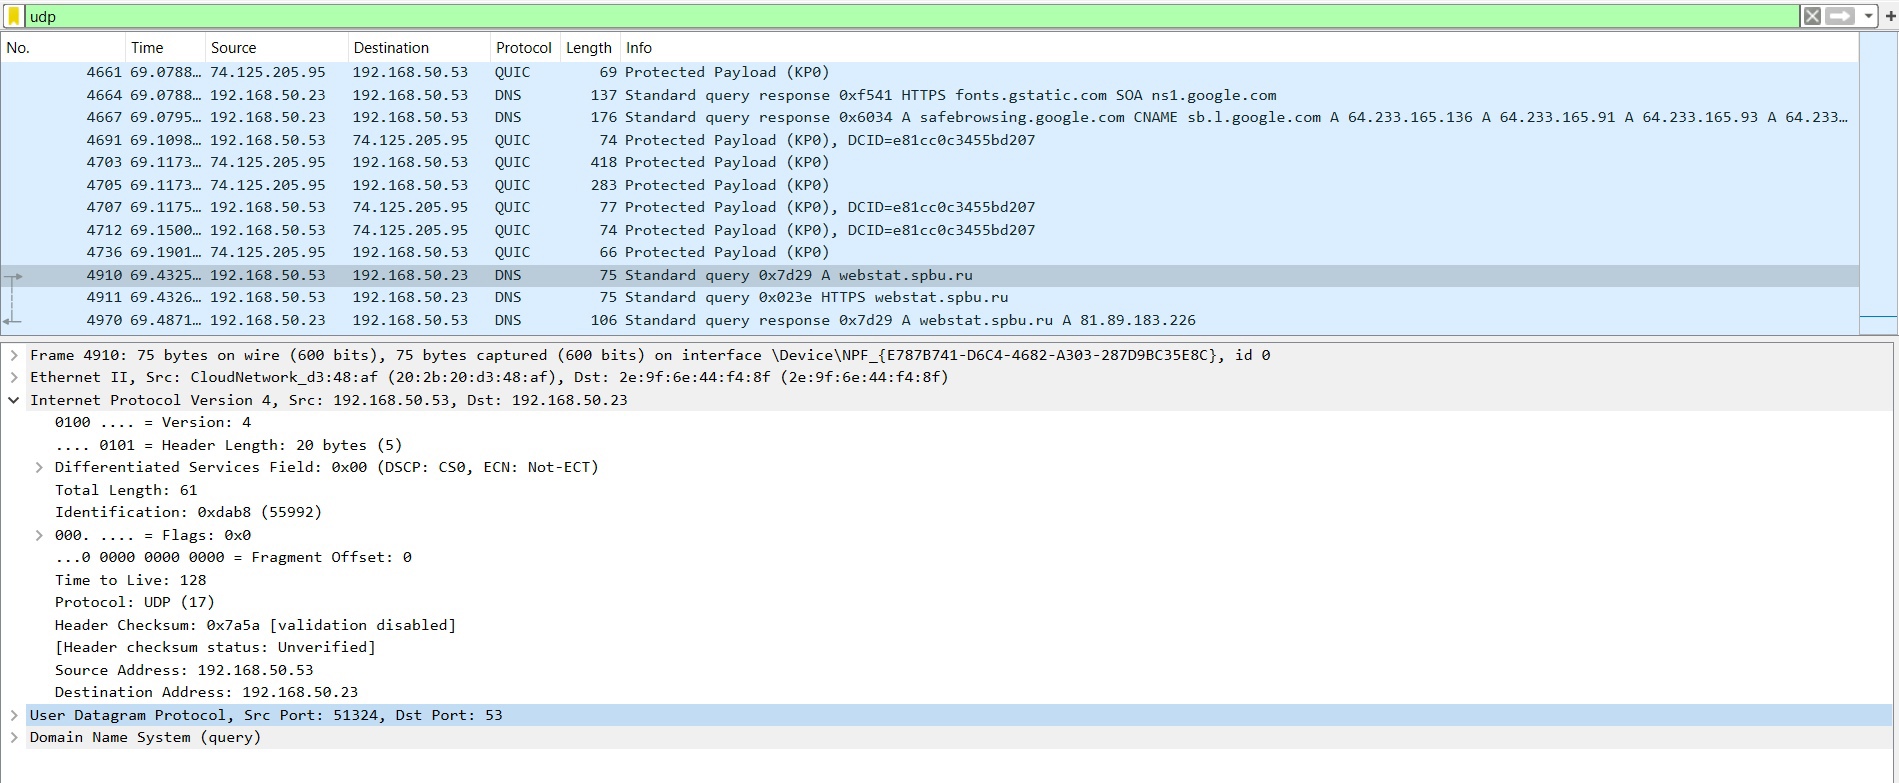 udp
No. Time Source Destination Protocol Length Info
4661 69.0788… 74.125.205.95 192.168.50.53 QUIC 69 Protected Payload (KP0)
4664 69.0788… 192.168.50.23 192.168.50.53 DNS 137 Standard query response 0xf541 HTTPS fonts.gstatic.com SOA ns1.google.com
4667 69.0795… 192.168.50.23 192.168.50.53 DNS 176 Standard query response 0x6034 A safebrowsing.google.com CNAME sb.l.google.com A 64.233.165.136 A 64.233.165.91 A 64.233.165.93 A 64.233…
4691 69.1098… 192.168.50.53 74.125.205.95 QUIC 74 Protected Payload (KP0), DCID=e81cc0c3455bd207
4703 69.1173… 74.125.205.95 192.168.50.53 QUIC 418 Protected Payload (KP0)
4705 69.1173… 74.125.205.95 192.168.50.53 QUIC 283 Protected Payload (KP0)
4707 69.1175… 192.168.50.53 74.125.205.95 QUIC 77 Protected Payload (KP0), DCID=e81cc0c3455bd207
4712 69.1500… 192.168.50.53 74.125.205.95 QUIC 74 Protected Payload (KP0), DCID=e81cc0c3455bd207
4736 69.1901… 74.125.205.95 192.168.50.53 QUIC 66 Protected Payload (KP0)
4910 69.4325… 192.168.50.53 192.168.50.23 DNS 75 Standard query 0x7d29 A webstat.spbu.ru
4911 69.4326… 192.168.50.53 192.168.50.23 DNS 75 Standard query 0x023e HTTPS webstat.spbu.ru
4970 69.4871… 192.168.50.23 192.168.50.53 DNS 106 Standard query response 0x7d29 A webstat.spbu.ru A 81.89.183.226
Frame 4910: 75 bytes on wire (600 bits), 75 bytes captured (600 bits) on interface \Device\NPF_{E787B741-D6C4-4682-A303-287D9BC35E8C}, id 0
Ethernet II, Src: CloudNetwork_d3:48:af (20:2b:20:d3:48:af), Dst: 2e:9f:6e:44:f4:8f (2e:9f:6e:44:f4:8f)
Internet Protocol Version 4, Src: 192.168.50.53, Dst: 192.168.50.23
0100 .... = Version: 4
.... 0101 = Header Length: 20 bytes (5)
Differentiated Services Field: 0x00 (DSCP: CS0, ECN: Not-ECT)
Total Length: 61
Identification: 0xdab8 (55992)
000. .... = Flags: 0x0
...0 0000 0000 0000 = Fragment Offset: 0
Time to Live: 128
Protocol: UDP (17)
Header Checksum: 0x7a5a [validation disabled]
[Header checksum status: Unverified]
Source Address: 192.168.50.53
Destination Address: 192.168.50.23
User Datagram Protocol, Src Port: 51324, Dst Port: 53
Domain Name System (query)